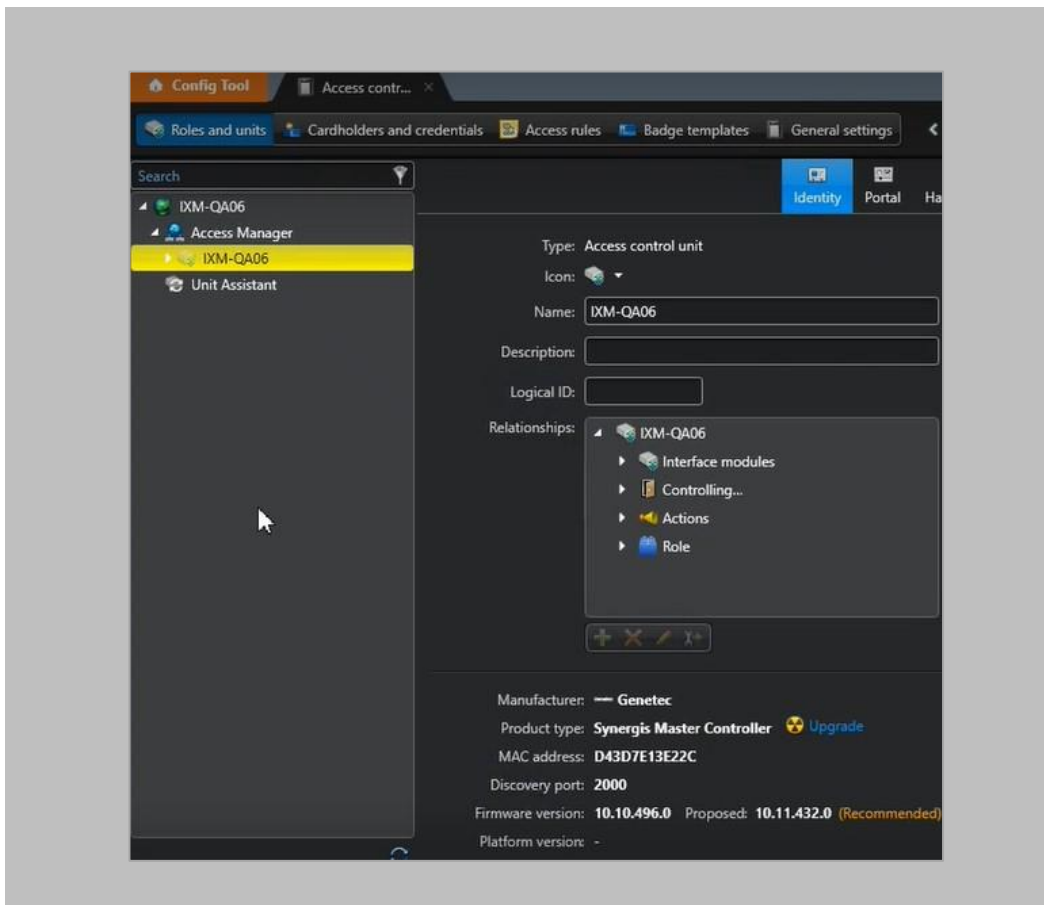 Config Tool
Access contr...
Roles and units
Cardholders and credentials
Access rules
Badge templates
General settings
Search
IXM-QA06
Access Manager
IXM-QA06
Unit Assistant
Identity
Portal
Ha
Type: Access control unit
Icon:
Name: IXM-QA06
Description:
Logical ID:
Relationships:
IXM-QA06
Interface modules
Controlling...
Actions
Role
Manufacturer: Genetec
Product type: Synergis Master Controller Upgrade
MAC address: D43D7E13E22C
Discovery port: 2000
Firmware version: 10.10.496.0 Proposed: 10.11.432.0 (Recommended)
Platform version: -